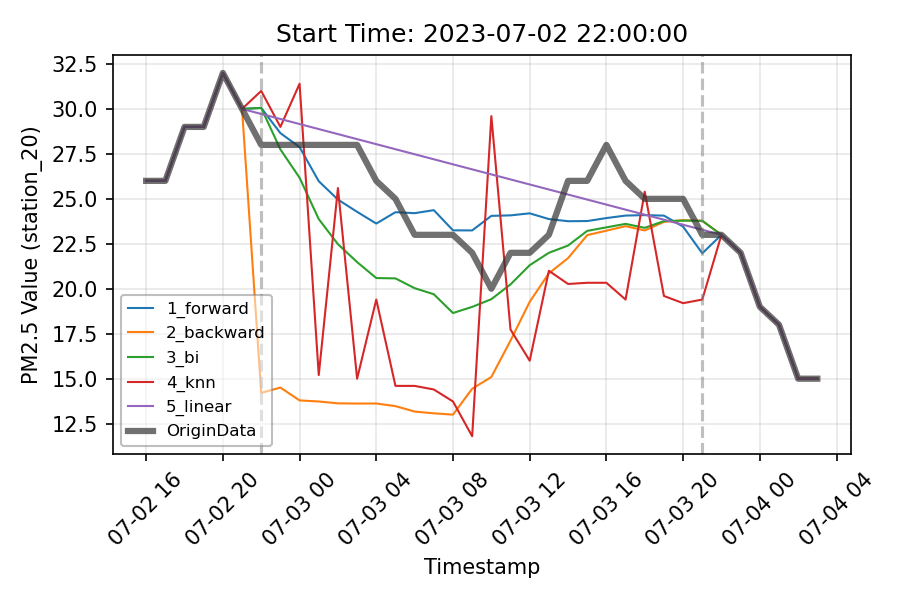 Start Time: 2023-07-02 22:00:00
PM2.5 Value (station_20)
32.5
30.0
27.5
25.0
22.5
20.0
17.5
15.0
12.5
1_forward
2_backward
3_bi
4_knn
5_linear
OriginData
07-02 16
07-02 20
07-03 00
07-03 04
07-03 08
07-03 12
07-03 16
07-03 20
07-04 00
07-04 04
Timestamp